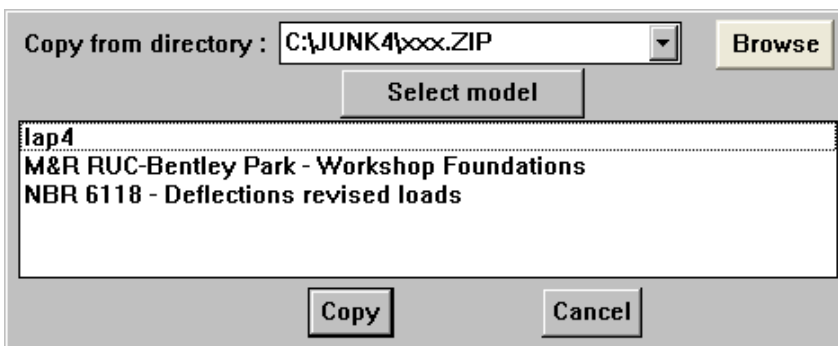 Copy from directory : C:\JUNK4\xxx.ZIP Browse
Select model
lap4
M&R RUC-Bentley Park - Workshop Foundations
NBR 6118 - Deflections revised loads
Copy Cancel